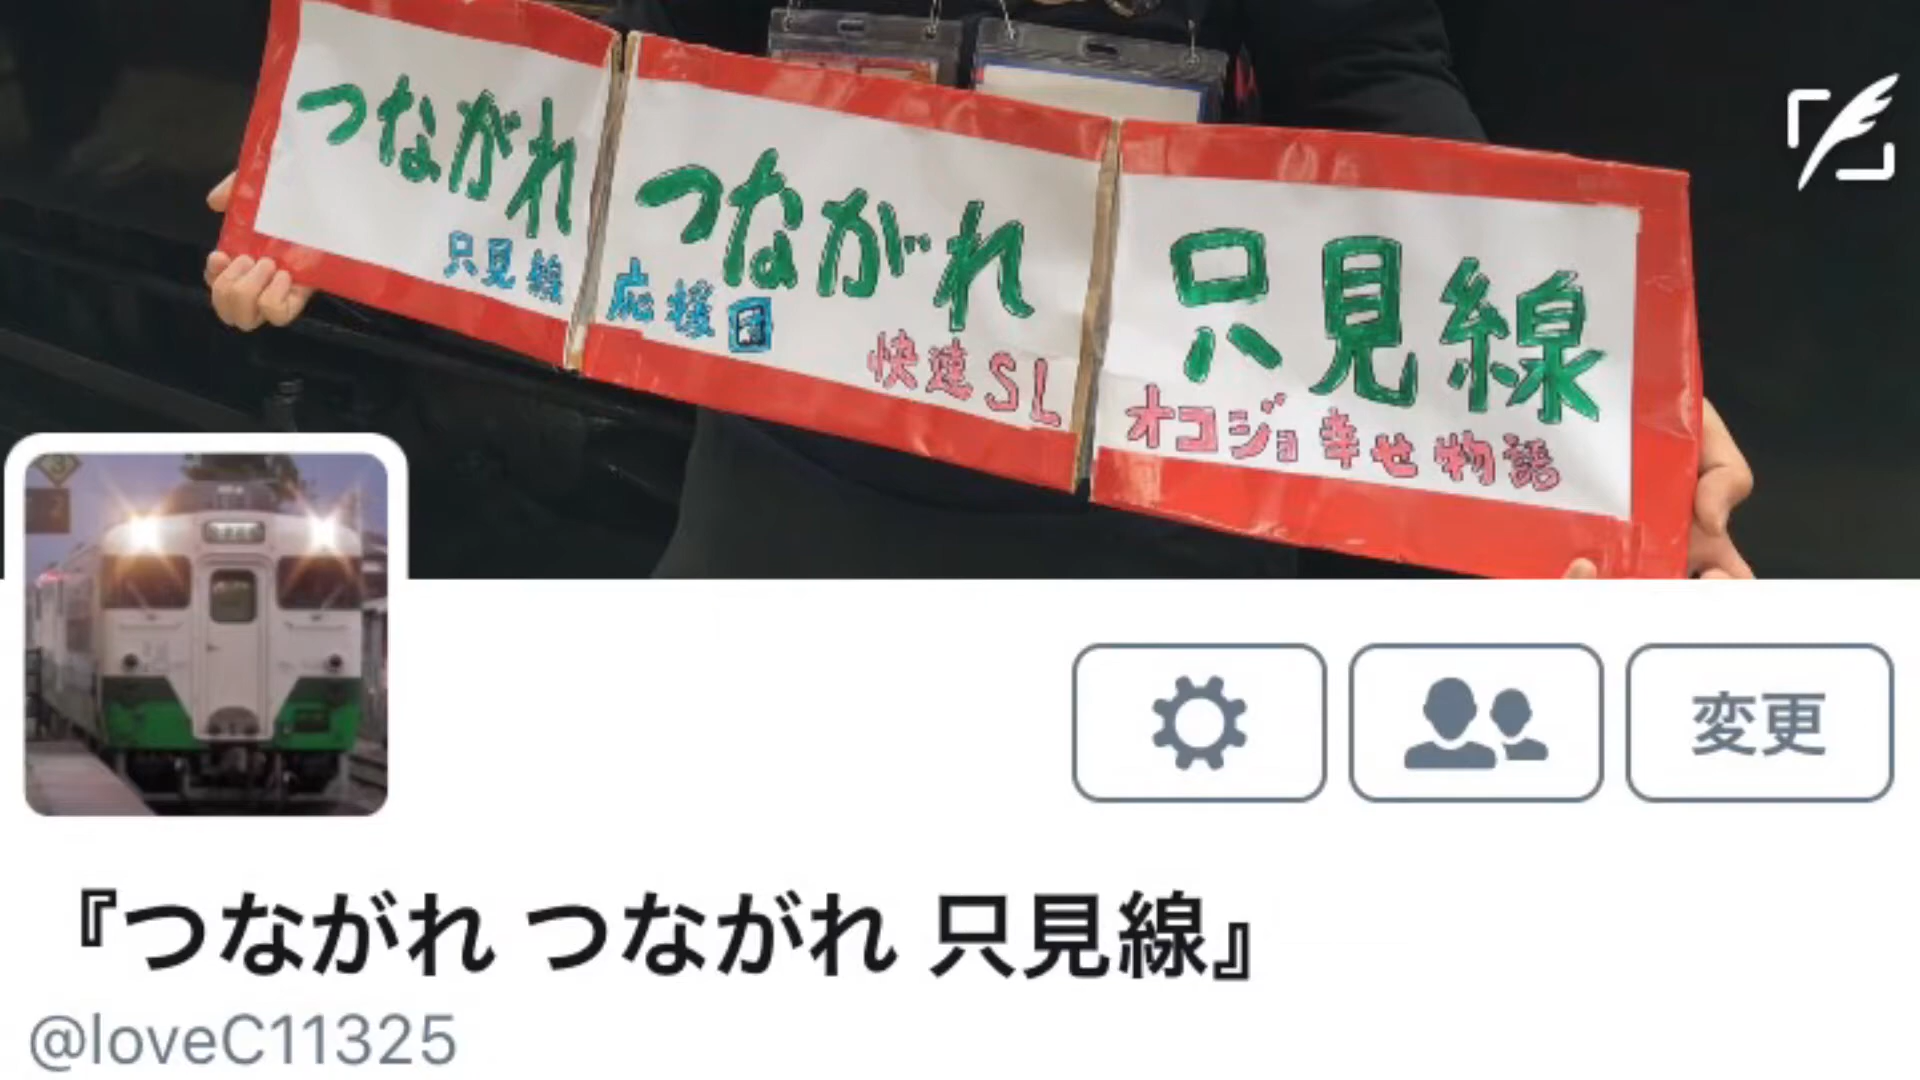 つながれ つながれ 只見線
只見線 応援団
快速SL オコジョ幸せ物語
変更
『つながれ つながれ 只見線』
@loveC11325